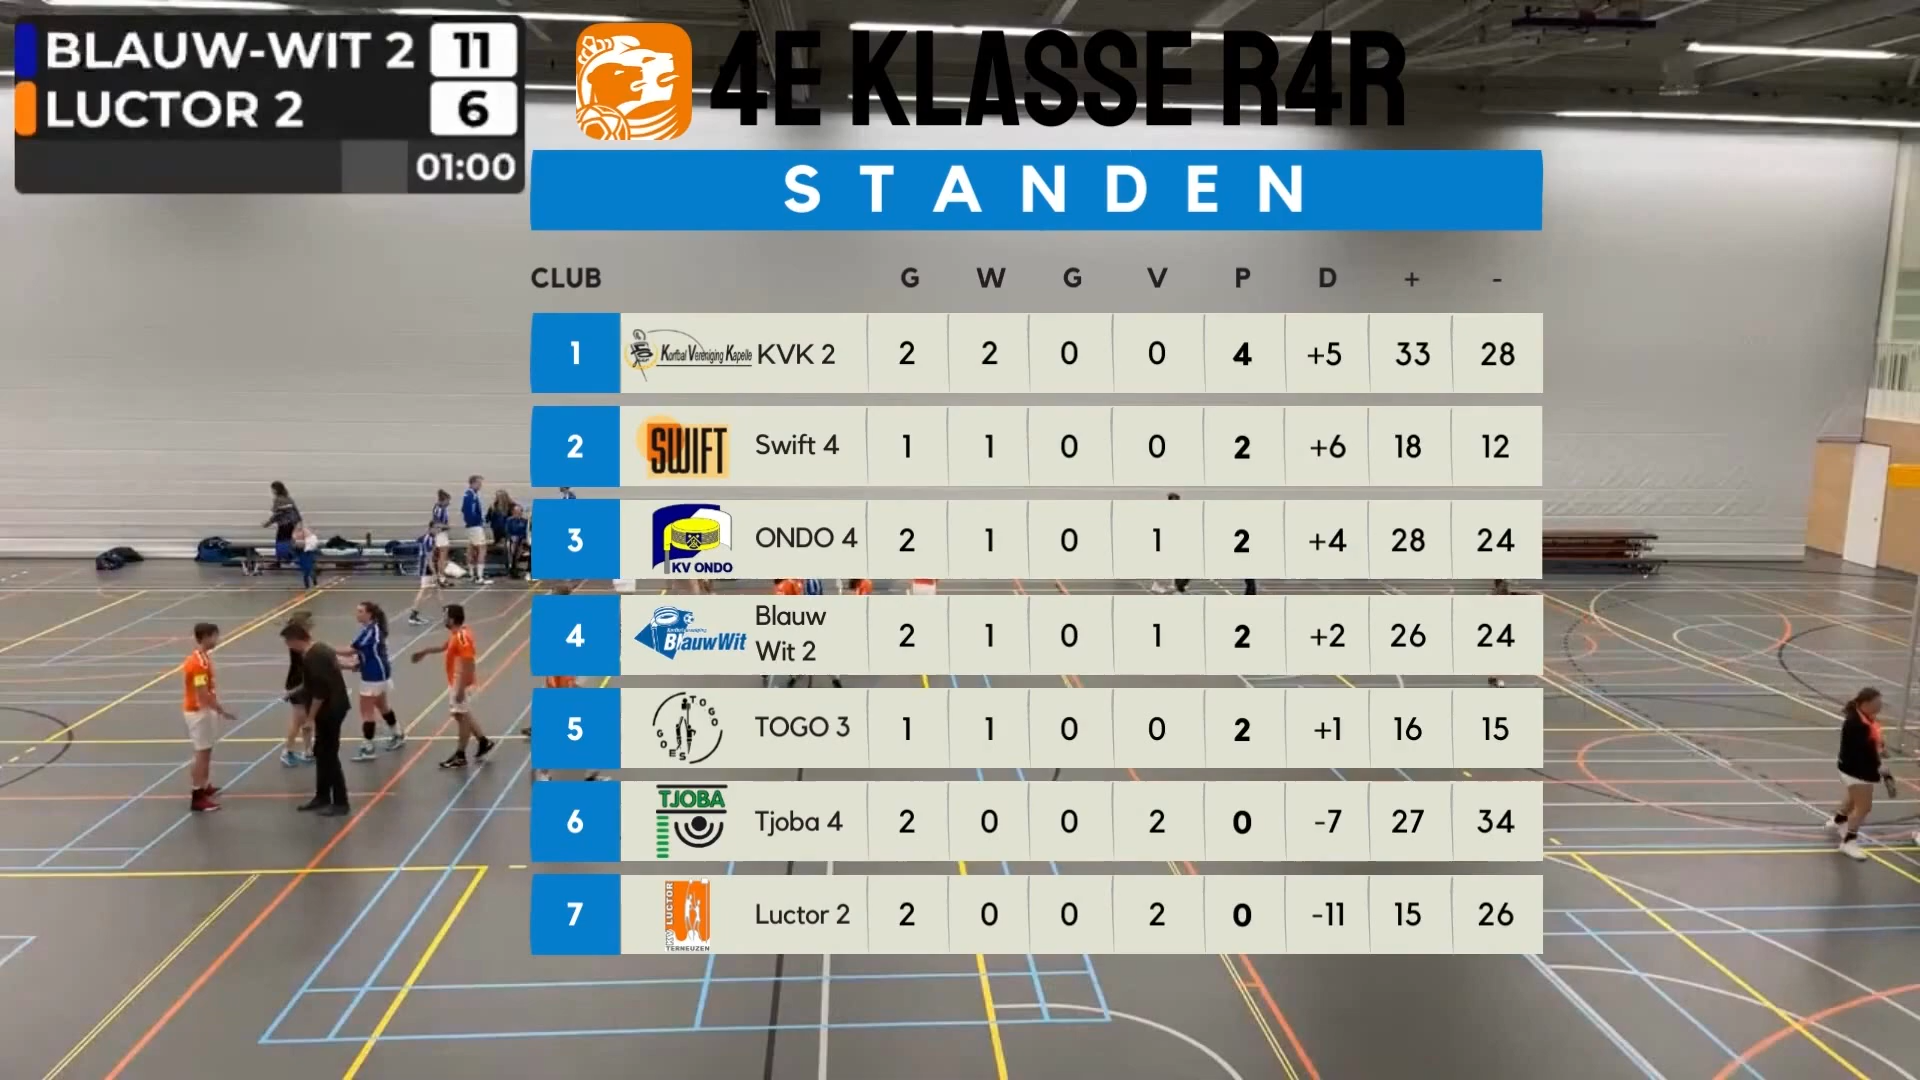 BLAUW-WIT 2 11
LUCTOR 2 6
01:00
4E KLASSE R4R
STANDEN
CLUB G W G V P D + -
1 Korfbal Vereniging Kapelle KVK 2 2 2 0 0 4 +5 33 28
2 SWIFT Swift 4 1 1 0 0 2 +6 18 12
3 KV ONDO ONDO 4 2 1 0 1 2 +4 28 24
4 BlauwWit Blauw Wit 2 2 1 0 1 2 +2 26 24
5 TOGO GOES TOGO 3 1 1 0 0 2 +1 16 15
6 TJOBA Tjoba 4 2 0 0 2 0 -7 27 34
7 KV LUCTOR TERNEUZEN Luctor 2 2 0 0 2 0 -11 15 26